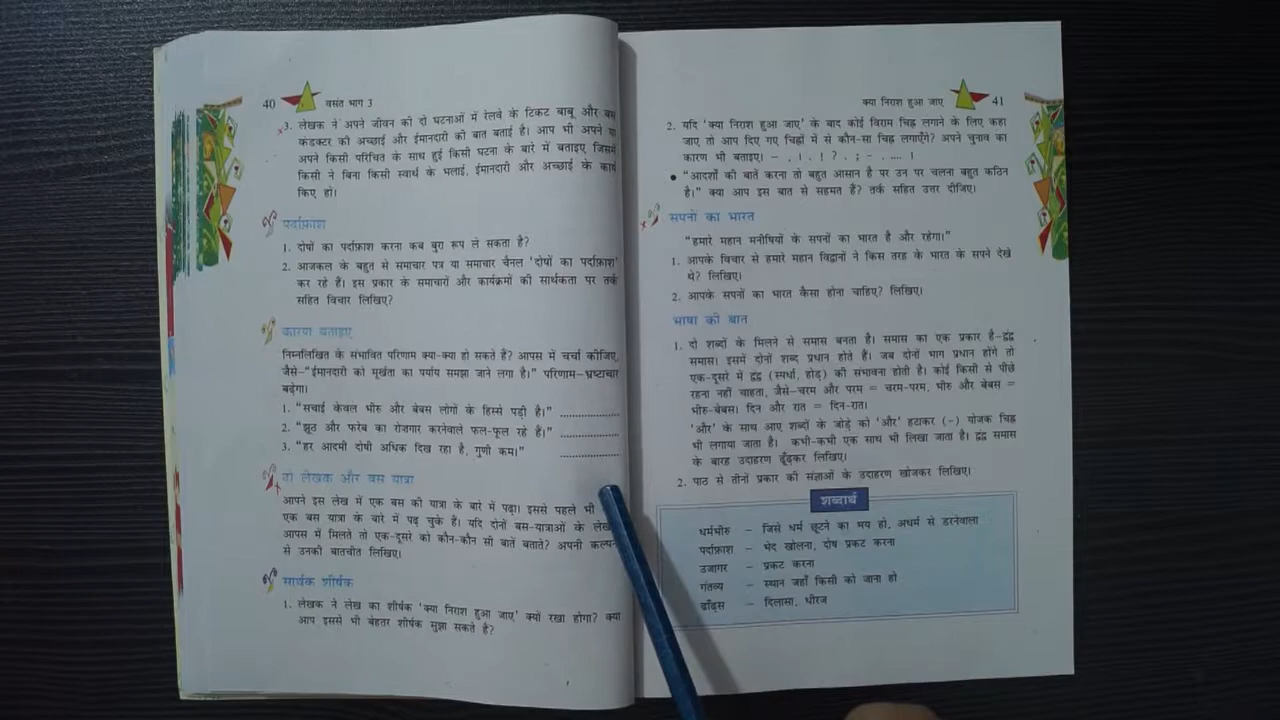 40 वसंत भाग 3
3. लेखक ने अपने जीवन की दो घटनाओं में रेलवे के टिकट बाबू और बस
कंडक्टर की अच्छाई और ईमानदारी की बात बताई है। आप भी अपने या
अपने किसी परिचित के साथ हुई किसी घटना के बारे में बताइए जिसमें
किसी ने बिना किसी स्वार्थ के भलाई, ईमानदारी और अच्छाई के कार्य
किए हों।
पर्दाफ़ाश
1. दोषों का पर्दाफ़ाश करना कब बुरा रूप ले सकता है?
2. आजकल के बहुत से समाचार पत्र या समाचार चैनल 'दोषों का पर्दाफ़ाश'
कर रहे हैं। इस प्रकार के समाचारों और कार्यक्रमों की सार्थकता पर तर्क
सहित विचार लिखिए?
कारण बताइए
निम्नलिखित के संभावित परिणाम क्या-क्या हो सकते हैं? आपस में चर्चा कीजिए,
जैसे-"ईमानदारी को मूर्खता का पर्याय समझा जाने लगा है।" परिणाम-भ्रष्टाचार
बढ़ेगा।
1. "सचाई केवल भीरु और बेबस लोगों के हिस्से पड़ी है।" ................
2. "झूठ और फरेब का रोज़गार करनेवाले फल-फूल रहे हैं।" ................
3. "हर आदमी दोषी अधिक दिख रहा है, गुणी कम।" ................
दो लेखक और बस यात्रा
आपने इस लेख में एक बस की यात्रा के बारे में पढ़ा। इससे पहले भी
एक बस यात्रा के बारे में पढ़ चुके हैं। यदि दोनों बस-यात्राओं के लेखक
आपस में मिलते तो एक-दूसरे को कौन-कौन सी बातें बताते? अपनी कल्पना
से उनकी बातचीत लिखिए।
सार्थक शीर्षक
1. लेखक ने लेख का शीर्षक 'क्या निराश हुआ जाए' क्यों रखा होगा? क्या
आप इससे भी बेहतर शीर्षक सुझा सकते हैं?
क्या निराश हुआ जाए 41
2. यदि 'क्या निराश हुआ जाए' के बाद कोई विराम चिह्न लगाने के लिए कहा
जाए तो आप दिए गए चिह्नों में से कौन-सा चिह्न लगाएँगे? अपने चुनाव का
कारण भी बताइए। – , । . ! ? . ; - . .... ।
● "आदर्शों की बातें करना तो बहुत आसान है पर उन पर चलना बहुत कठिन
है।" क्या आप इस बात से सहमत हैं? तर्क सहित उत्तर दीजिए।
सपनों का भारत
"हमारे महान मनीषियों के सपनों का भारत है और रहेगा।"
1. आपके विचार से हमारे महान विद्वानों ने किस तरह के भारत के सपने देखे
थे? लिखिए।
2. आपके सपनों का भारत कैसा होना चाहिए? लिखिए।
भाषा की बात
1. दो शब्दों के मिलने से समास बनता है। समास का एक प्रकार है-द्वंद्व
समास। इसमें दोनों शब्द प्रधान होते हैं। जब दोनों भाग प्रधान होंगे तो
एक-दूसरे में द्वंद्व (स्पर्धा, होड़) की संभावना होती है। कोई किसी से पीछे
रहना नहीं चाहता, जैसे-चरम और परम = चरम-परम, भीरु और बेबस =
भीरु-बेबस। दिन और रात = दिन-रात।
'और' के साथ आए शब्दों के जोड़े को 'और' हटाकर (-) योजक चिह्न
भी लगाया जाता है। कभी-कभी एक साथ भी लिखा जाता है। द्वंद्व समास
के बारह उदाहरण ढूँढ़कर लिखिए।
2. पाठ से तीनों प्रकार की संज्ञाओं के उदाहरण खोजकर लिखिए।
शब्दार्थ
धर्मभीरु – जिसे धर्म छूटने का भय हो, अधर्म से डरनेवाला
पर्दाफ़ाश – भेद खोलना, दोष प्रकट करना
उजागर – प्रकट करना
गंतव्य – स्थान जहाँ किसी को जाना हो
ढाँढ़स – दिलासा, धीरज